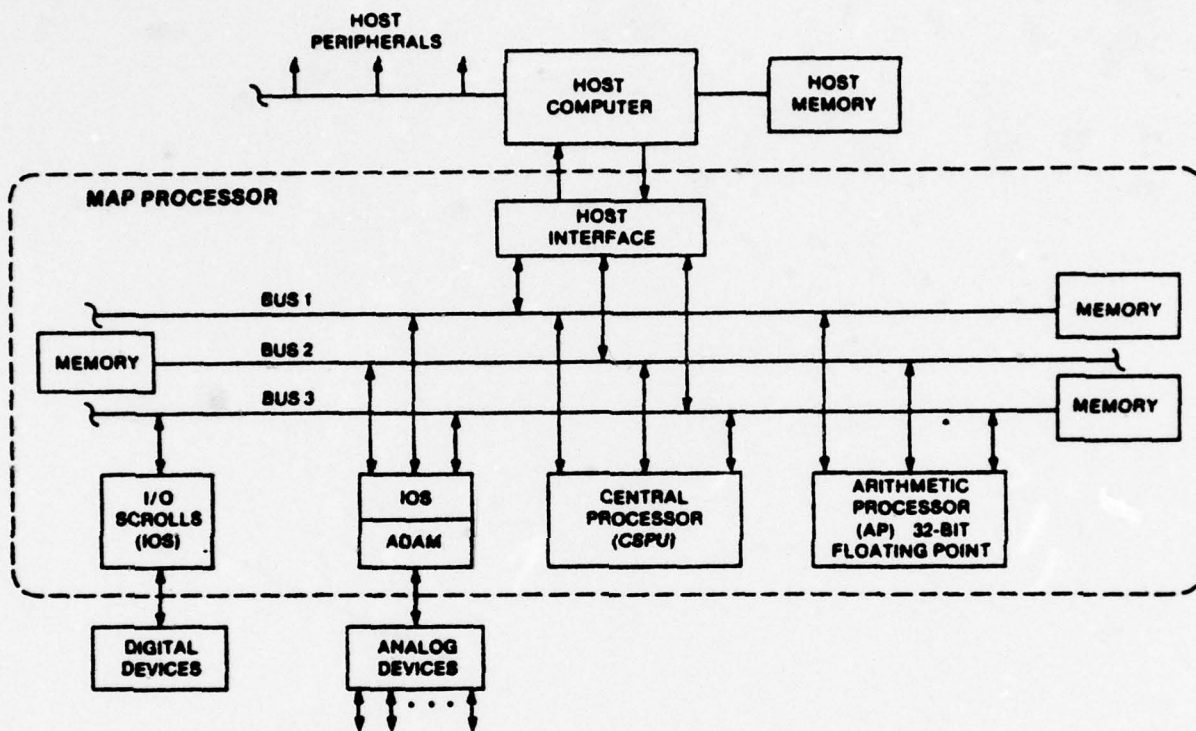 HOST
PERIPHERALS
HOST
COMPUTER
HOST
MEMORY
MAP PROCESSOR
HOST
INTERFACE
BUS 1
MEMORY
MEMORY
BUS 2
BUS 3
MEMORY
I/O
SCROLLS
(IOS)
IOS
ADAM
CENTRAL
PROCESSOR
(CSPU)
ARITHMETIC
PROCESSOR
(AP) 32-BIT
FLOATING POINT
DIGITAL
DEVICES
ANALOG
DEVICES